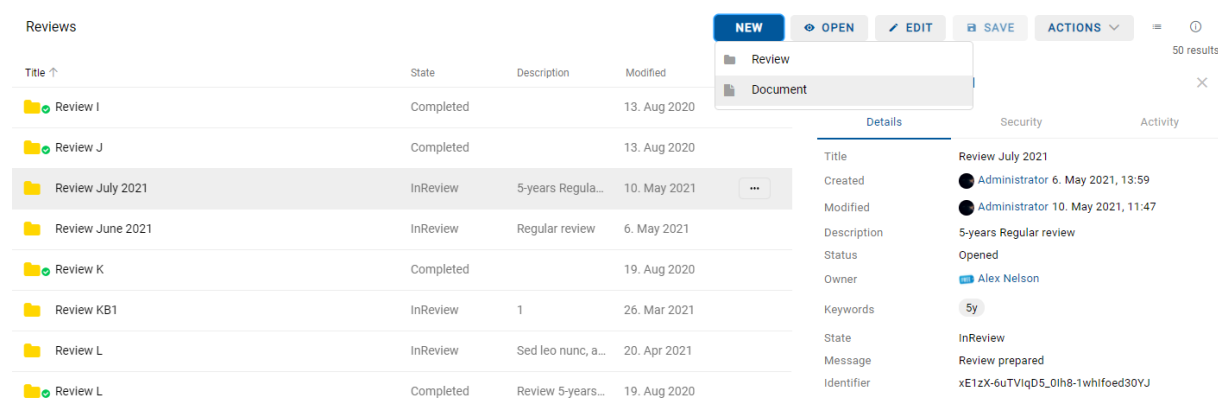 Reviews
NEW OPEN EDIT SAVE ACTIONS
50 results
Review
Document
Title State Description Modified
Review I Completed 13. Aug 2020
Review J Completed 13. Aug 2020
Review July 2021 InReview 5-years Regula... 10. May 2021 ...
Review June 2021 InReview Regular review 6. May 2021
Review K Completed 19. Aug 2020
Review KB1 InReview 1 26. Mar 2021
Review L InReview Sed leo nunc, a... 20. Apr 2021
Review L Completed Review 5-years... 19. Aug 2020
Details Security Activity
Title Review July 2021
Created Administrator 6. May 2021, 13:59
Modified Administrator 10. May 2021, 11:47
Description 5-years Regular review
Status Opened
Owner Alex Nelson
Keywords 5y
State InReview
Message Review prepared